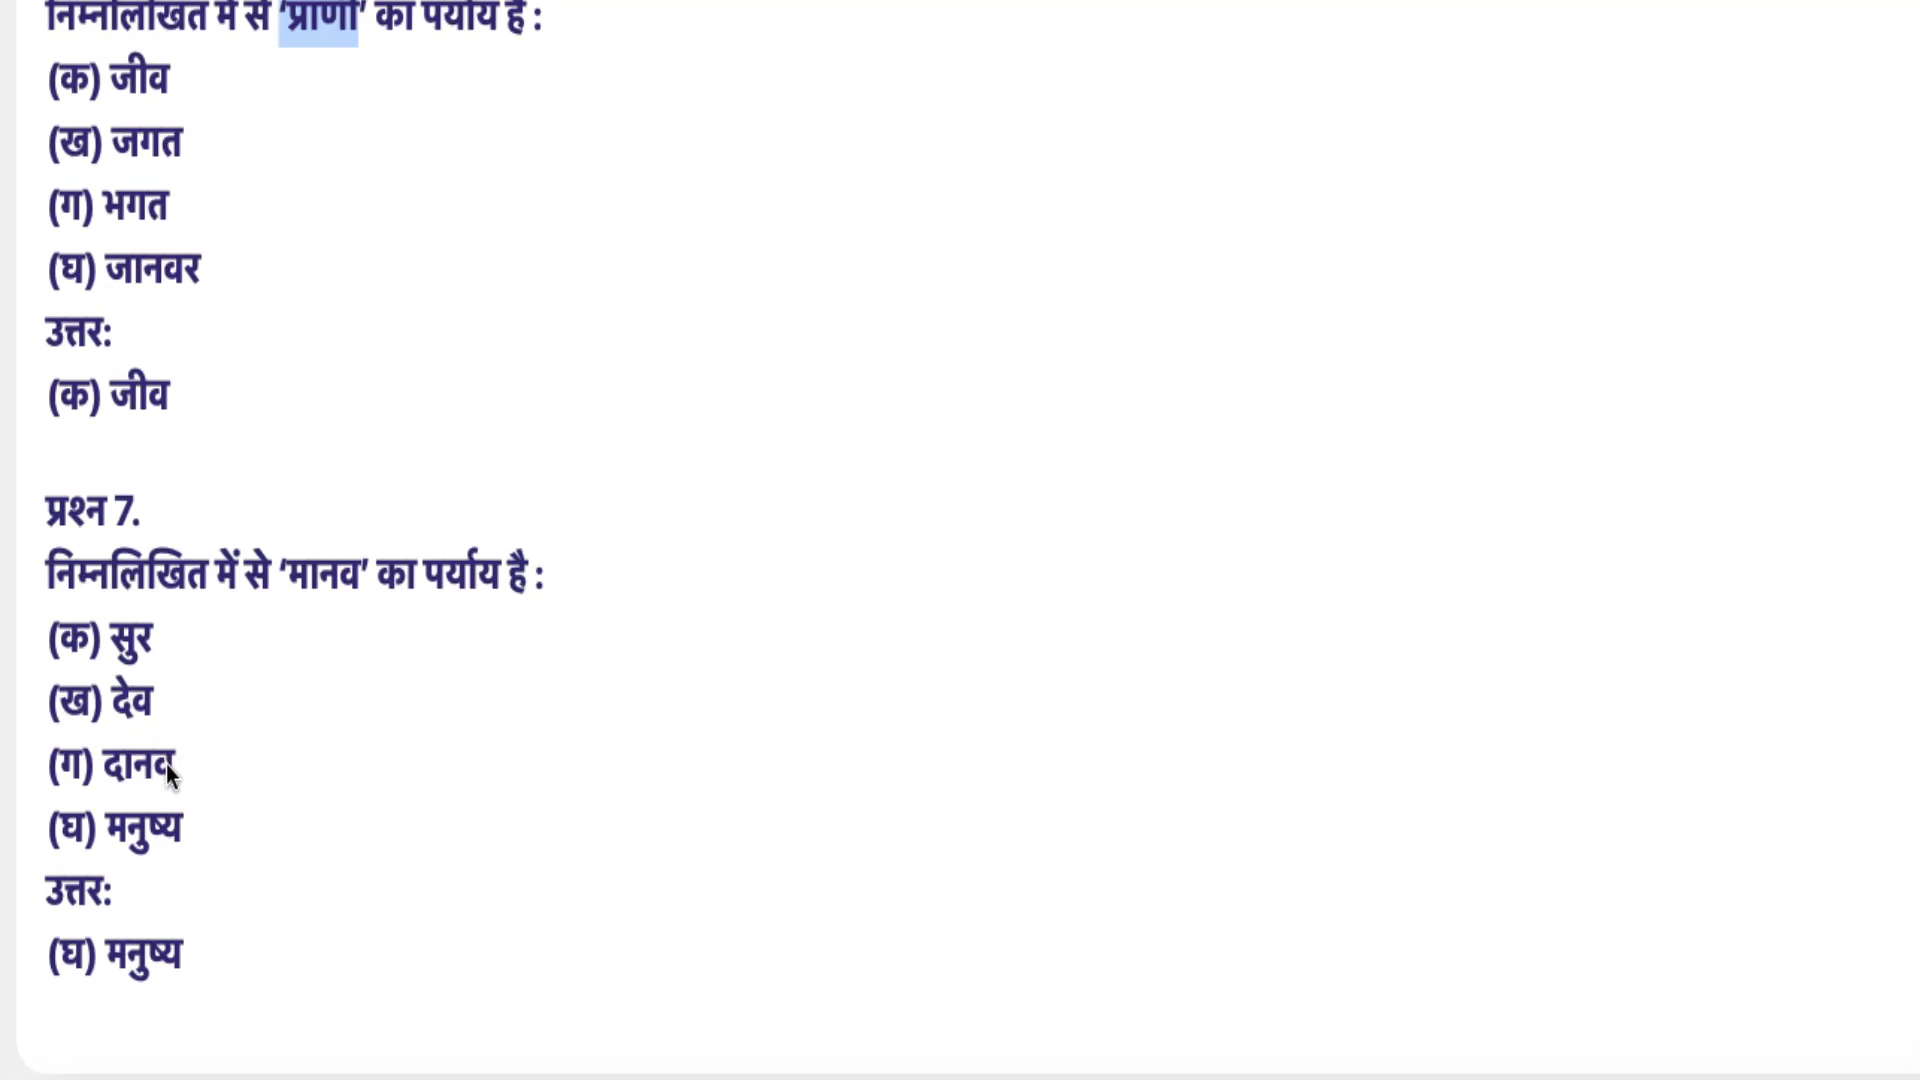 निम्नलिखित में से ‘प्राणी’ का पर्याय है :
(क) जीव
(ख) जगत
(ग) भगत
(घ) जानवर
उत्तर:
(क) जीव
प्रश्न 7.
निम्नलिखित में से ‘मानव’ का पर्याय है :
(क) सुर
(ख) देव
(ग) दानव
(घ) मनुष्य
उत्तर:
(घ) मनुष्य